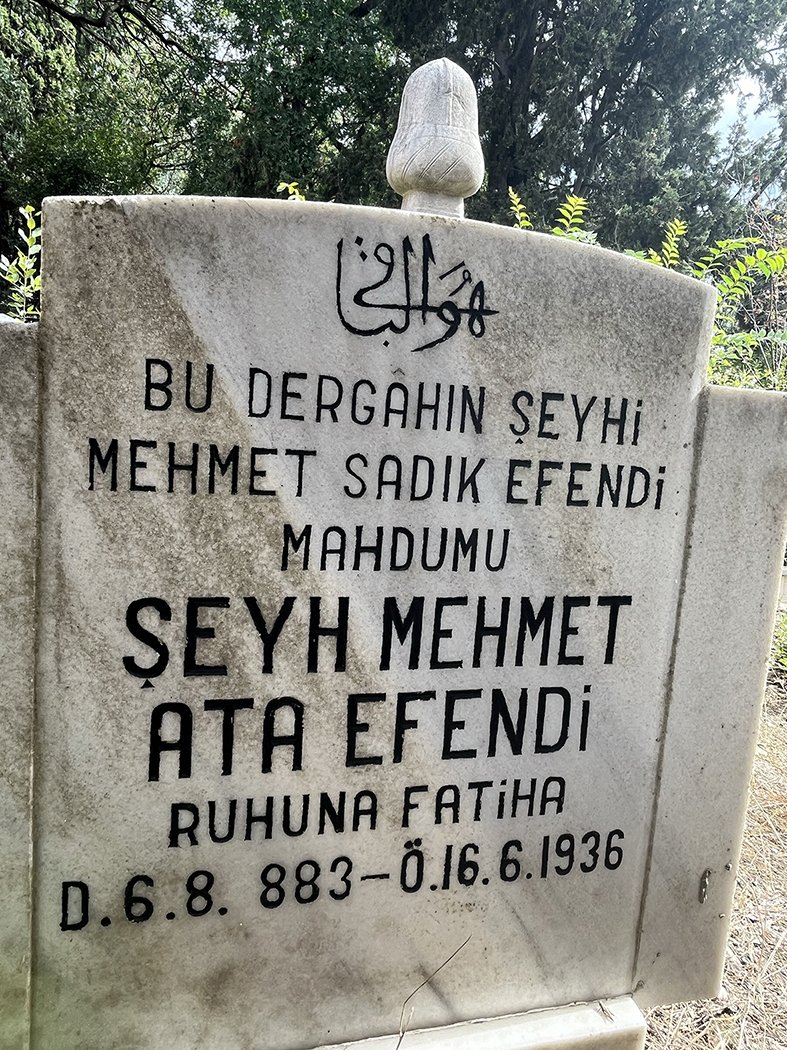 هو الباقي
BU DERGÂHIN ŞEYHİ
MEHMET SADIK EFENDİ
MAHDUMU
ŞEYH MEHMET
ATA EFENDİ
RUHUNA FATİHA
D.6.8. 883-Ö.16.6.1936